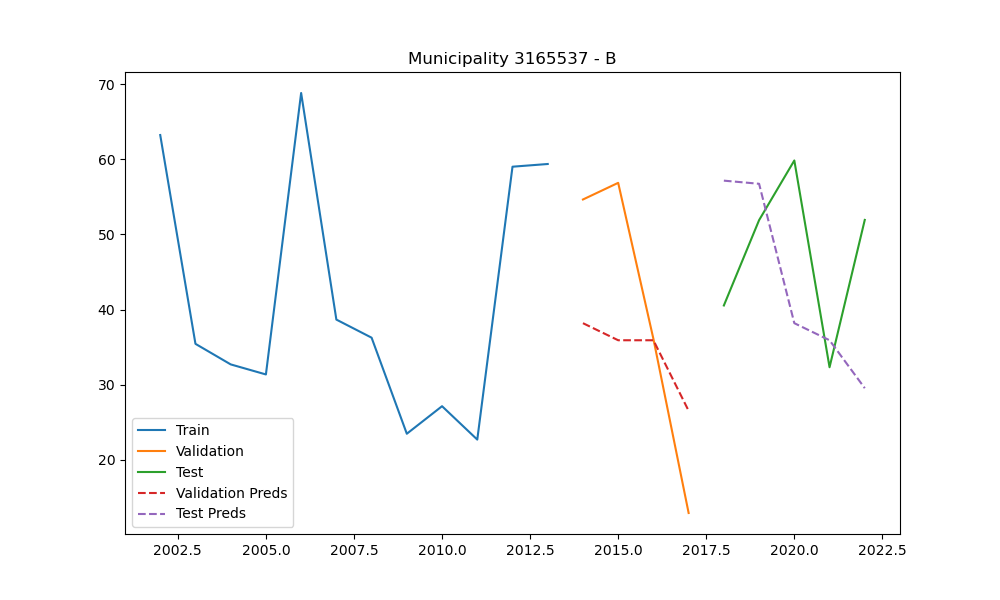 Municipality 3165537 - B
70
60
50
40
30
20
Train
Validation
Test
Validation Preds
Test Preds
2002.5 2005.0 2007.5 2010.0 2012.5 2015.0 2017.5 2020.0 2022.5